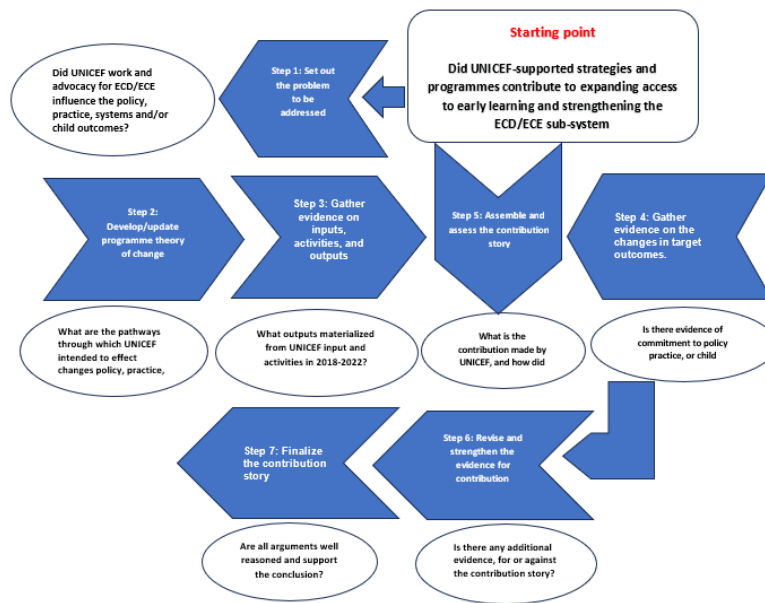 Starting point
Did UNICEF-supported strategies and
programmes contribute to expanding access
to early learning and strengthening the
ECD/ECE sub-system
Step 1: Set out
the problem
to be
addressed
Did UNICEF work and
advocacy for ECD/ECE
influence the policy,
practice, systems and/or
child outcomes?
Step 2:
Develop/update
programme theory
of change
Step 3: Gather
evidence on
inputs,
activities, and
outputs
Step 5: Assemble and
assess the contribution
story
Step 4: Gather
evidence on the
changes in target
outcomes.
What are the pathways
through which UNICEF
intended to effect
changes policy, practice,
What outputs materialized
from UNICEF input and
activities in 2018-2022?
What is the
contribution made by
UNICEF, and how did
Is there evidence of
commitment to policy
practice, or child
Step 7: Finalize
the contribution
story
Step 6: Revise and
strengthen the
evidence for
contribution
Are all arguments well
reasoned and support
the conclusion?
Is there any additional
evidence, for or against
the contribution story?